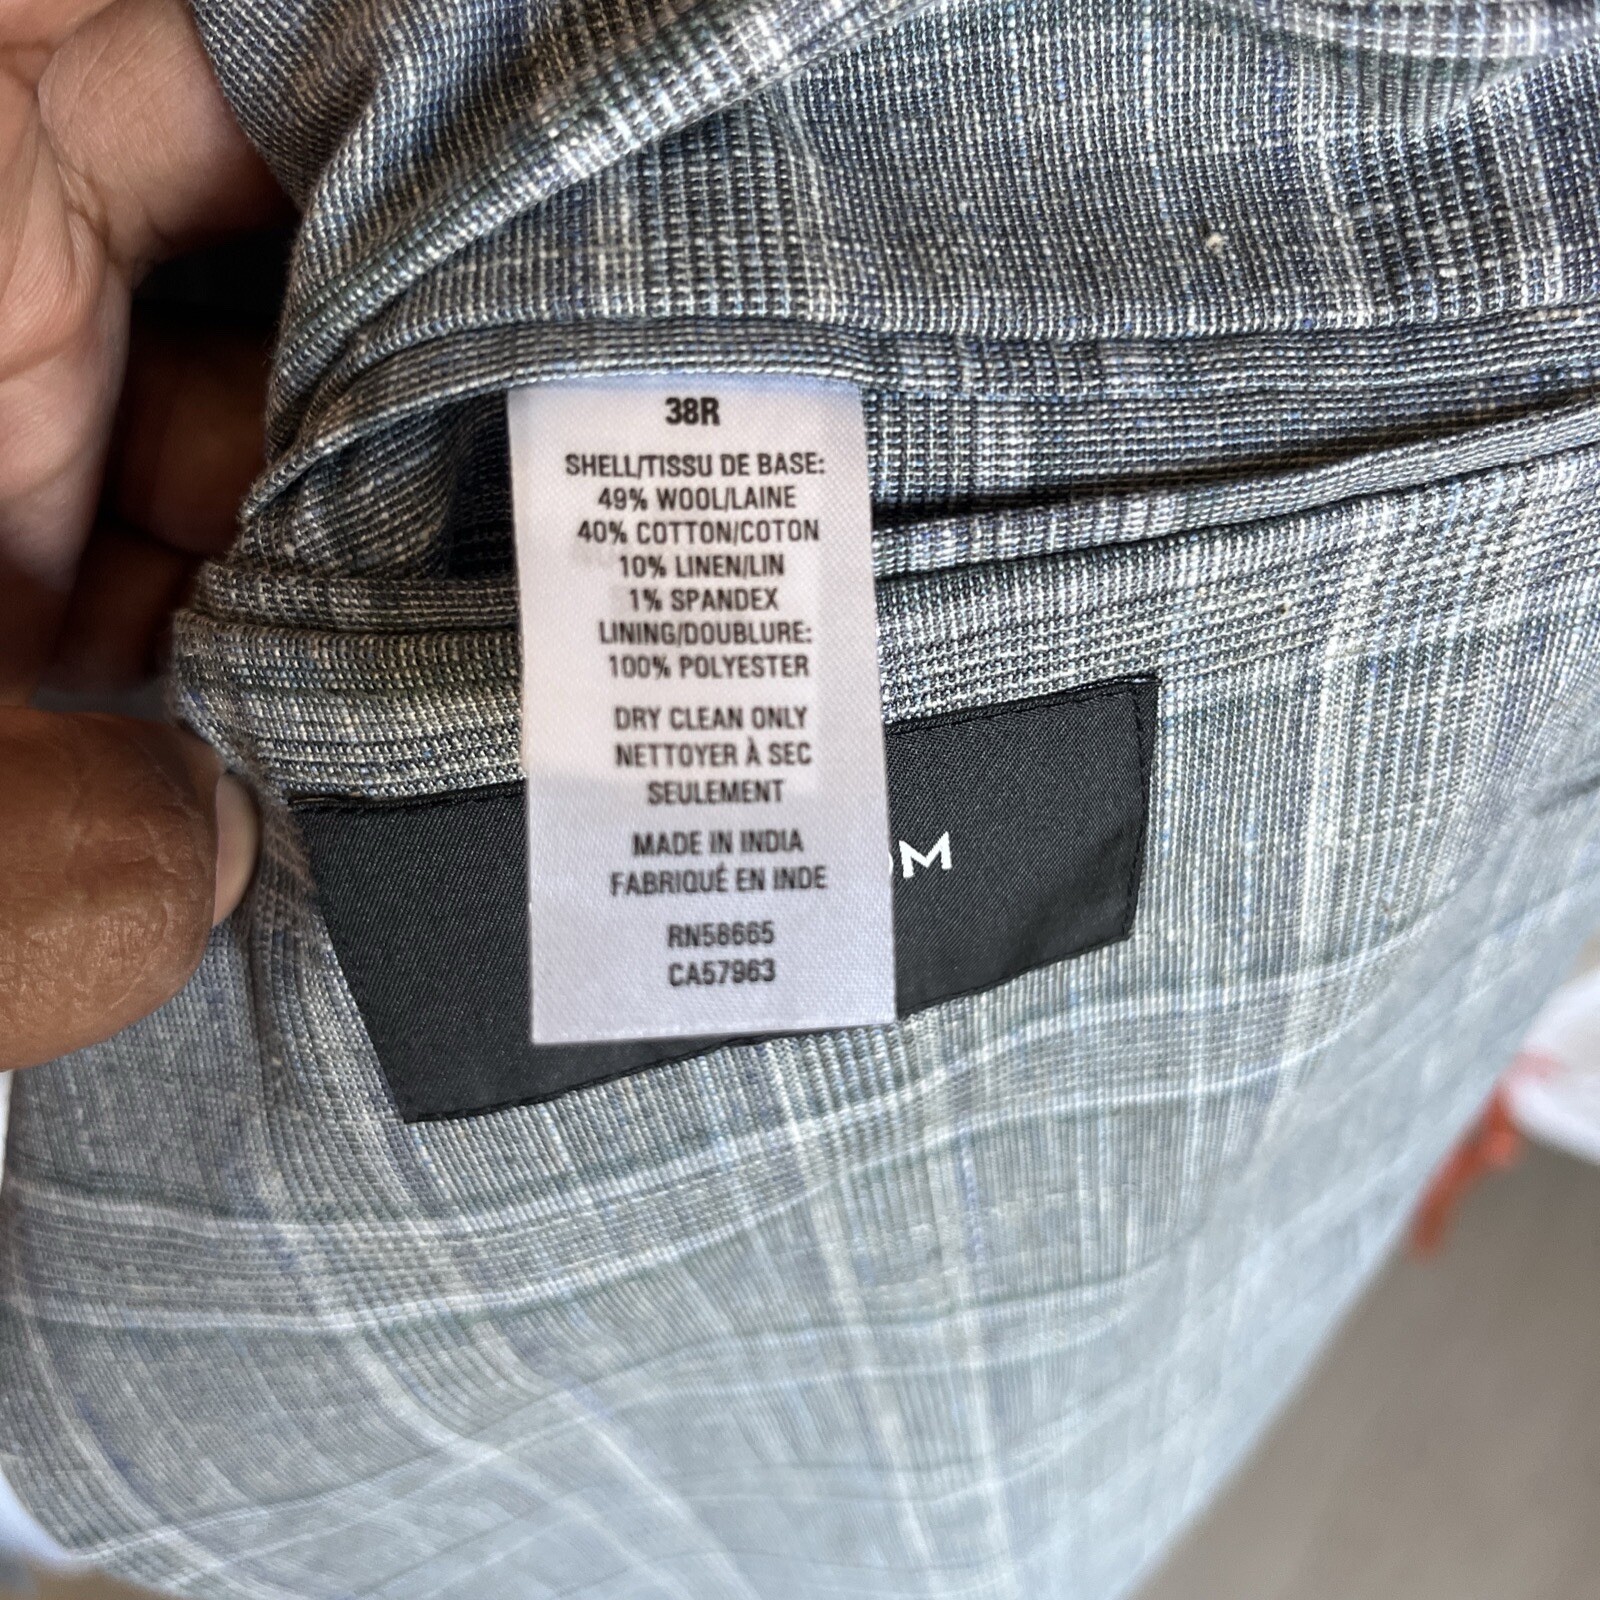 38R
SHELL/TISSU DE BASE:
49% WOOL/LAINE
40% COTTON/COTON
10% LINEN/LIN
1% SPANDEX
LINING/DOUBLURE:
100% POLYESTER
DRY CLEAN ONLY
NETTOYER À SEC
SEULEMENT
MADE IN INDIA
FABRIQUÉ EN INDE
RN58665
CA57963